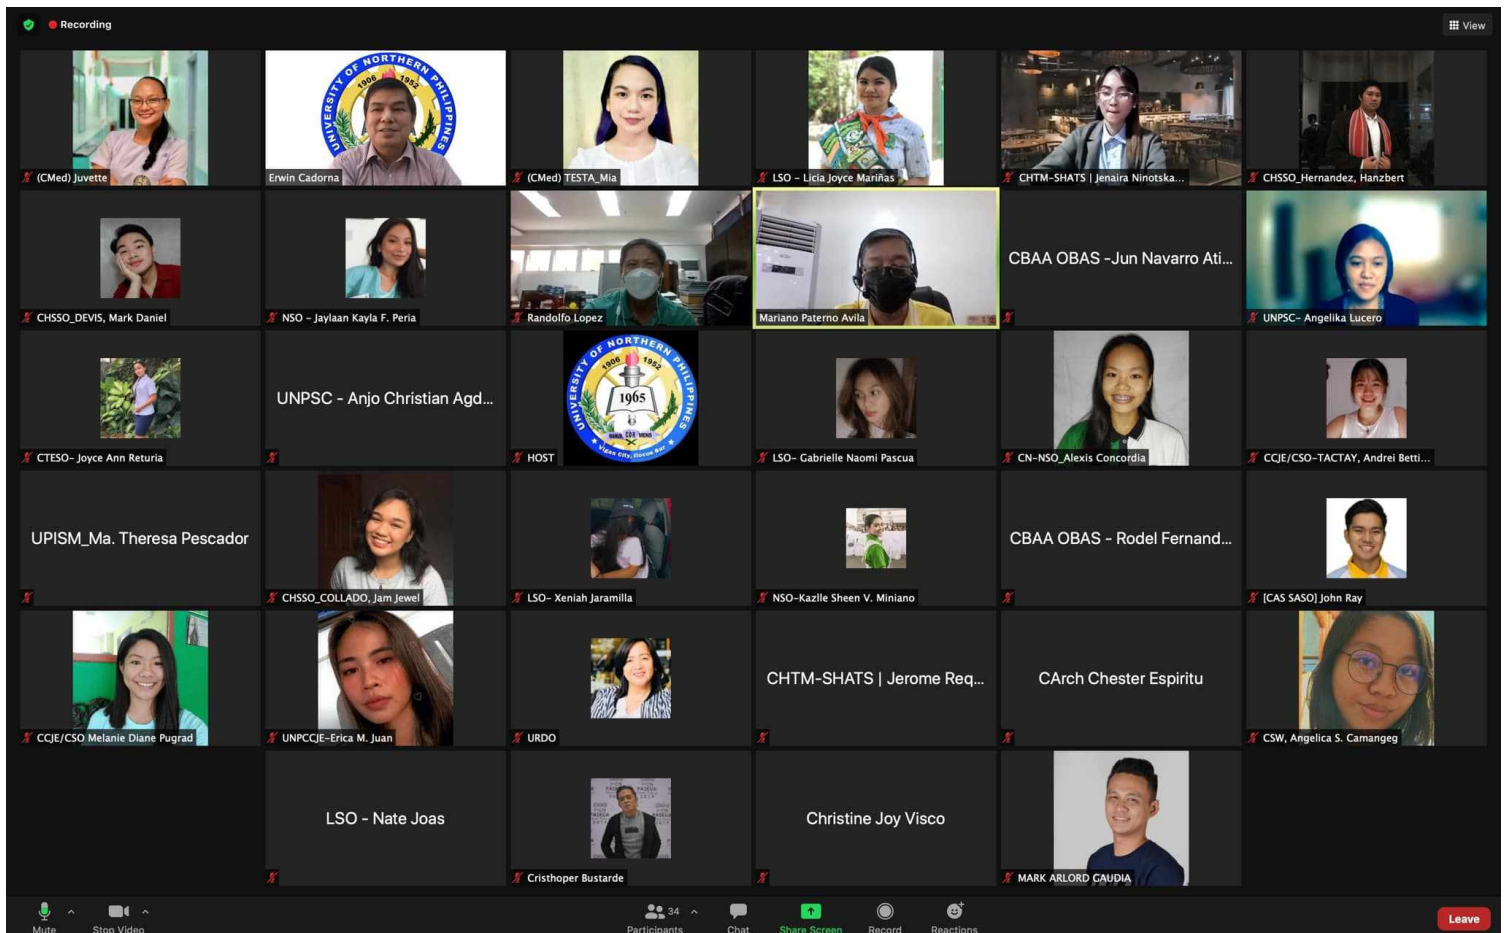 Recording
View
(CMed) Juvette
UNIVERSITY OF NORTHERN PHILIPPINES
1906 1952
Erwin Cadorna
(CMed) TESTA_Mia
LSO - Licia Joyce Mariñas
CHTM-SHATS | Jenaira Ninotska...
CHSSO_Hernandez, Hanzbert
CHSSO_DEVIS, Mark Daniel
NSO - Jaylaan Kayla F. Peria
Randolfo Lopez
Mariano Paterno Avila
CBAA OBAS -Jun Navarro Ati...
UNPSC- Angelika Lucero
CTESO- Joyce Ann Returia
UNPSC - Anjo Christian Agd...
UNIVERSITY OF NORTHERN PHILIPPINES
1906 1952
1965
Vigan City, Ilocos Sur
HOST
LSO- Gabrielle Naomi Pascua
CN-NSO_Alexis Concordia
CCJE/CSO-TACTAY, Andrei Betti...
UPISM_Ma. Theresa Pescador
CHSSO_COLLADO, Jam Jewel
LSO- Xeniah Jaramilla
NSO-Kazlle Sheen V. Miniano
CBAA OBAS - Rodel Fernand...
[CAS SASO] John Ray
CCJE/CSO Melanie Diane Pugrad
UNPCCJE-Erica M. Juan
URDO
CHTM-SHATS | Jerome Req...
CArch Chester Espiritu
CSW, Angelica S. Camangeg
LSO - Nate Joas
Cristhoper Bustarde
Christine Joy Visco
MARK ARLORD GAUDIA
Mute
Stop Video
34
Participants
Chat
Share Screen
Record
Reactions
Leave